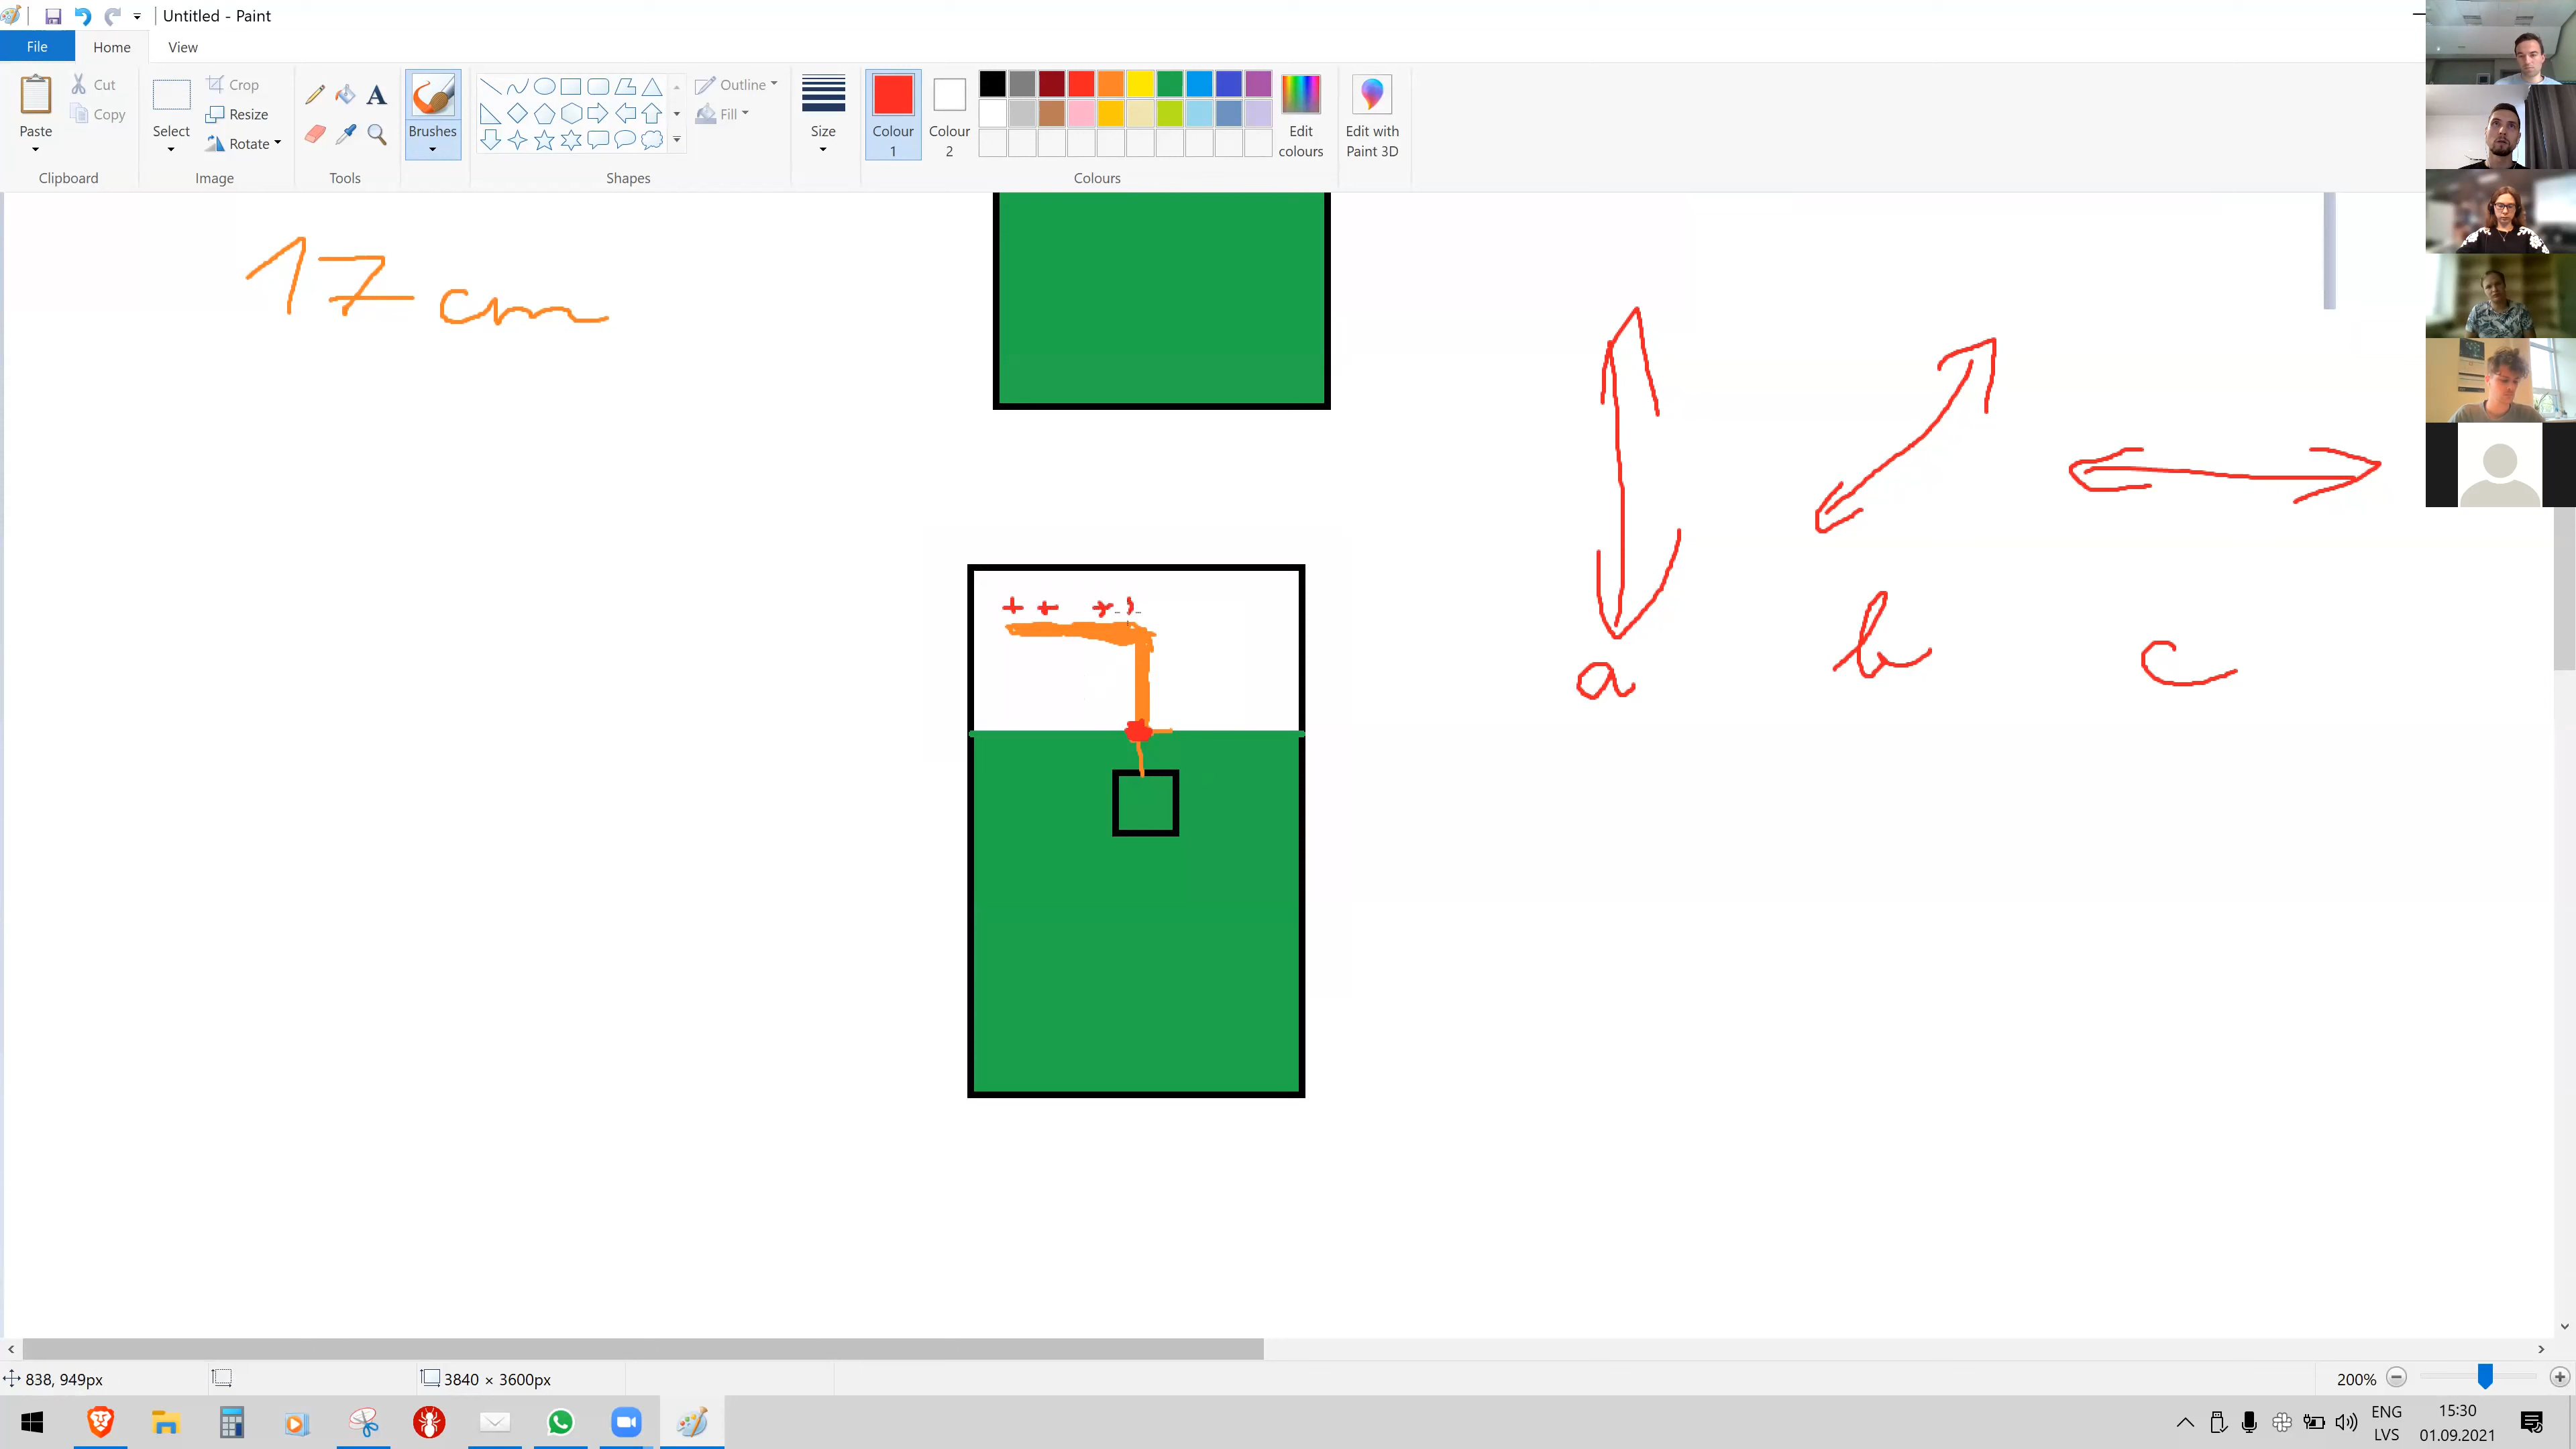 Untitled - Paint
File Home View
Paste
Cut
Copy
Clipboard
Select
Crop
Resize
Rotate
Image
A
Tools
Brushes
Shapes
Outline
Fill
Size
Colour 1
Colour 2
Colours
Edit colours
Edit with Paint 3D
17 cm
a b c
838, 949px 3840 × 3600px 200%
ENG 15:30
LVS 01.09.2021